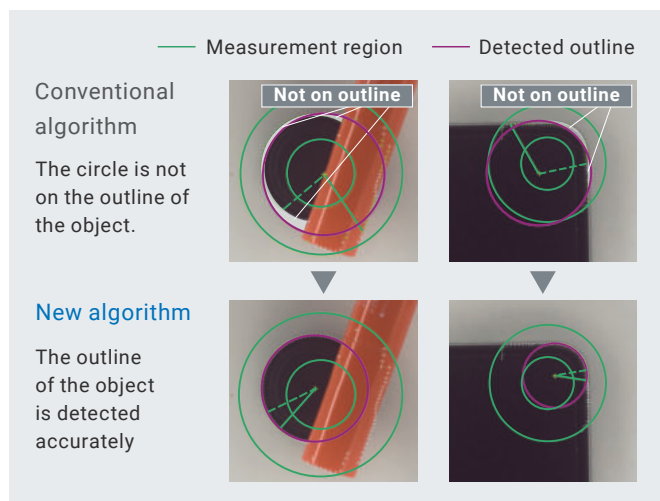 Measurement region
Detected outline
Conventional
algorithm
The circle is not
on the outline of
the object.
Not on outline
Not on outline
New algorithm
The outline
of the object
is detected
accurately